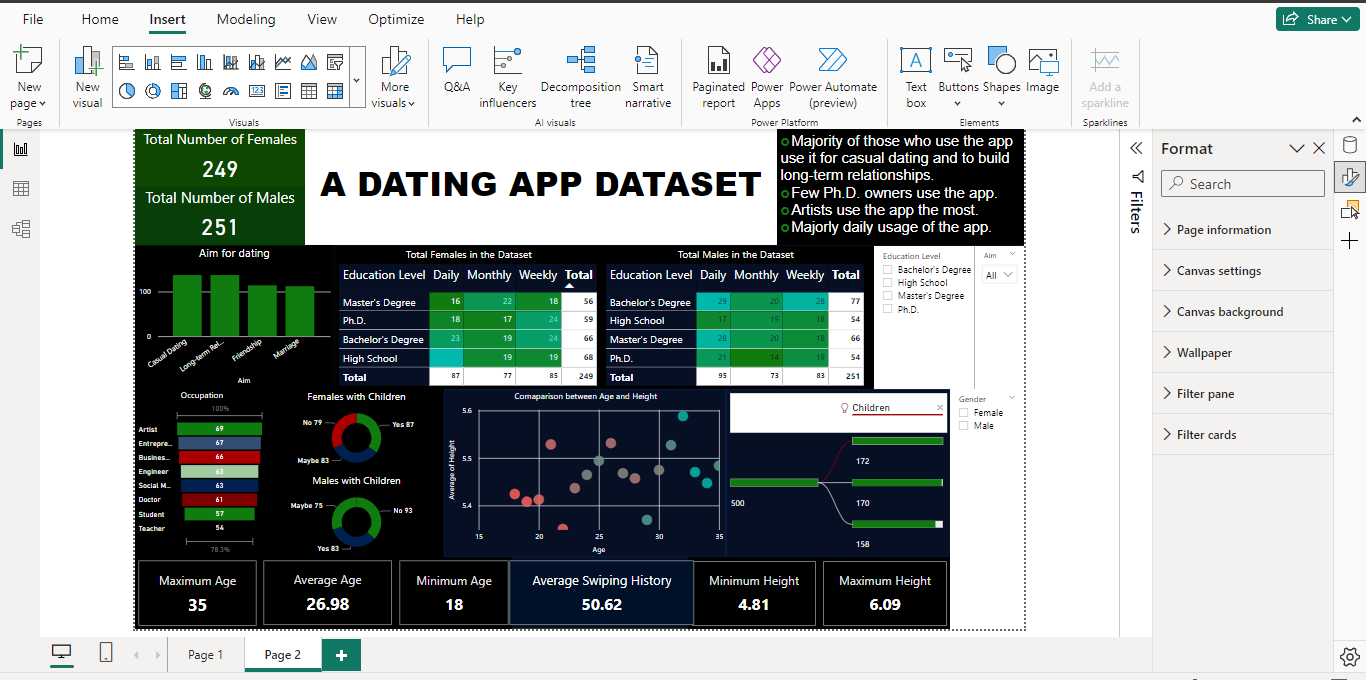 File Home Insert Modeling View Optimize Help Share
New page
New visual
More visuals
Q&A
Key influencers
Decomposition tree
Smart narrative
Paginated report
Power Apps
Power Automate (preview)
Text box
Buttons
Shapes
Image
Add a sparkline
Pages Visuals AI visuals Power Platform Elements Sparklines
Total Number of Females
249
Total Number of Males
251
A DATING APP DATASET
Majority of those who use the app
use it for casual dating and to build
long-term relationships.
Few Ph.D. owners use the app.
Artists use the app the most.
Majorly daily usage of the app.
Aim for dating
100
0
Casual Dating
Long-term Rel...
Friendship
Marriage
Aim
Total Females in the Dataset
Education Level Daily Monthly Weekly Total
Master's Degree 16 22 18 56
Ph.D. 18 17 24 59
Bachelor's Degree 23 19 24 66
High School 19 19 68
Total 87 77 85 249
Total Males in the Dataset
Education Level Daily Monthly Weekly Total
Bachelor's Degree 29 20 28 77
High School 17 19 18 54
Master's Degree 28 20 18 66
Ph.D. 21 14 19 54
Total 95 73 83 251
Education Level
Bachelor's Degree
High School
Master's Degree
Ph.D.
Aim
All
Occupation
100%
Artist 69
Entrepre... 67
Busines... 66
Engineer 63
Social M... 63
Doctor 61
Student 57
Teacher 54
78.3%
Females with Children
No 79
Yes 87
Maybe 83
Males with Children
Maybe 75
No 93
Yes 83
Comaparison between Age and Height
Average of Height
5.6
5.5
5.4
15 20 25 30 35
Age
Children
500
172
170
158
Gender
Female
Male
Maximum Age
35
Average Age
26.98
Minimum Age
18
Average Swiping History
50.62
Minimum Height
4.81
Maximum Height
6.09
Filters
Format
Search
Page information
Canvas settings
Canvas background
Wallpaper
Filter pane
Filter cards
Page 1 Page 2